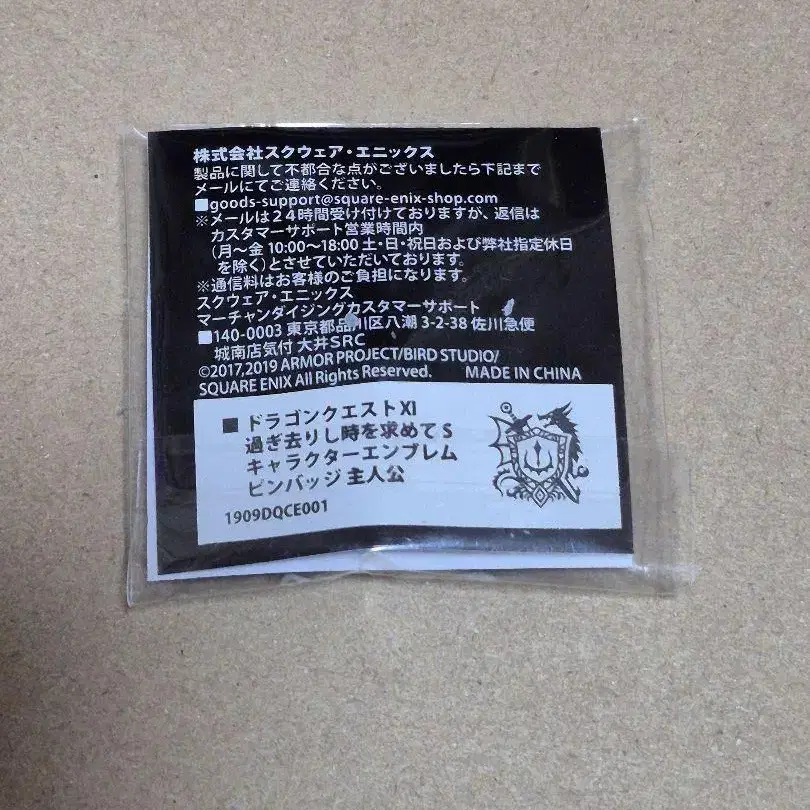 株式会社スクウェア・エニックス
製品に関して不都合な点がございましたら下記まで
メールにてご連絡ください。
■goods-support@square-enix-shop.com
※メールは24時間受け付けておりますが、返信は
カスタマーサポート営業時間内
(月～金 10:00～18:00 土・日・祝日および弊社指定休日
を除く)とさせていただいております。
※通信料はお客様のご負担になります。
スクウェア・エニックス
マーチャンダイジングカスタマーサポート
■140-0003 東京都品川区八潮 3-2-38 佐川急便
城南店気付 大井SRC
©2017,2019 ARMOR PROJECT/BIRD STUDIO/
SQUARE ENIX All Rights Reserved. MADE IN CHINA
■ ドラゴンクエストXI
過ぎ去りし時を求めて S
キャラクターエンブレム
ピンバッジ 主人公
1909DQCE001